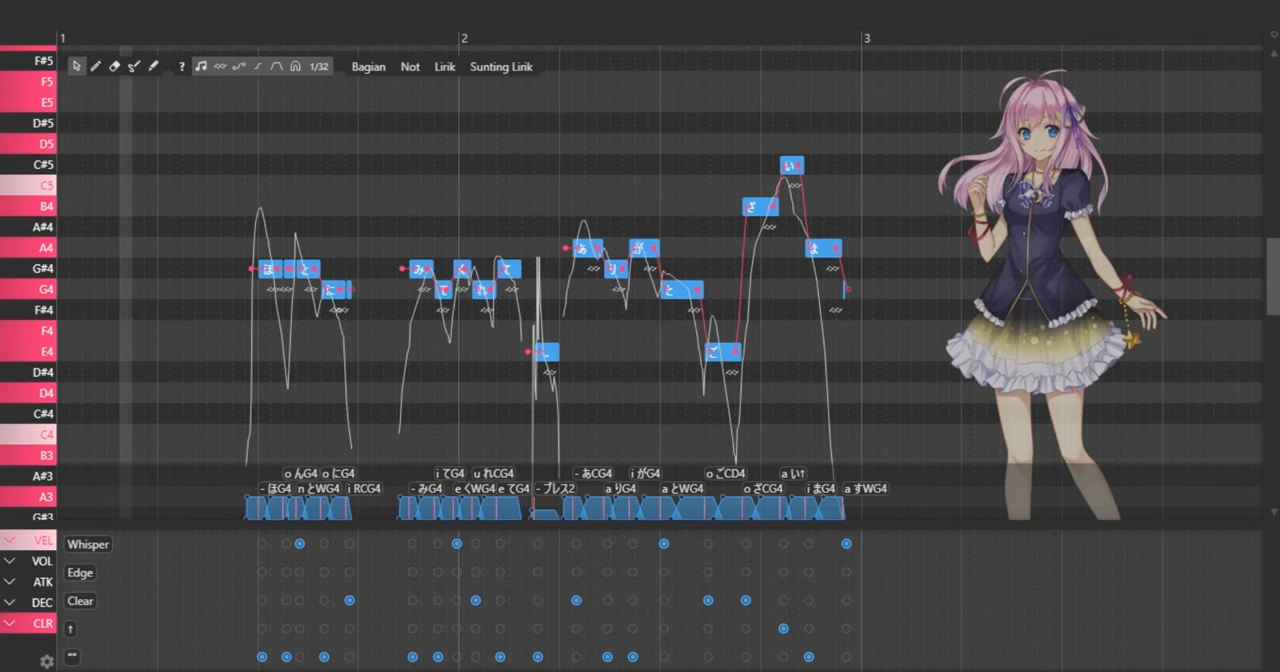 1 2 3
? 1/32 Bagian Not Lirik Sunting Lirik
F#5
F5
E5
D#5
D5
C#5 い
C5
B4 ざ
A#4
A4 あ が ま
G#4 ほ と み く て り
G4 に て れ と
F#4
F4
E4 ご
D#4
D4
C#4
C4
B3
A#3 o んG4 o にG4 i てG4 u れCG4 - あCG4 i がG4 o ごCD4 a い↑
- ほG4 n とWG4 i RCG4 - みG4 e くWG4 e てG4 - ブレス2 a りG4 a とWG4 o ざCG4 i まG4 a すWG4
A3
G#3
VEL Whisper
VOL
ATK Edge
DEC Clear
CLR ↑
""